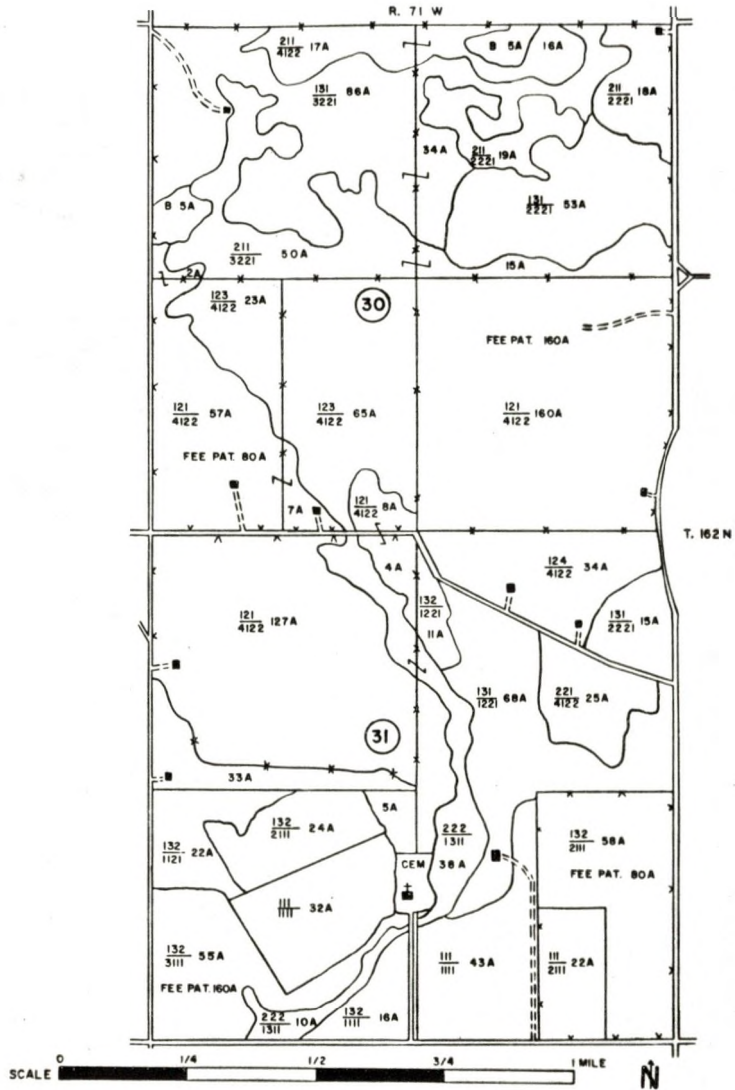 R. 71 W
211
4122 17A
B 5A 16A
131
3221 86A
211
2221 18A
34A
211
2221 19A
131
2221 53A
B 5A
211
3221 50A
15A
2A
123
4122 23A
30
FEE PAT. 160A
121
4122 57A
123
4122 65A
121
4122 160A
FEE PAT. 80A
121
4122 8A
7A
T. 162 N
4A
124
4122 34A
132
1221
11A
131
2221 15A
121
4122 127A
131
1221 68A
221
4122 25A
31
33A
5A
132
2111 24A
132
1121 22A
222
1311
38A
132
2111 58A
CEM
FEE PAT. 80A
111
1111 32A
132
3111 55A
111
1111 43A
111
2111 22A
FEE PAT. 160A
222
1311 10A
132
1111 16A
SCALE 0 1/4 1/2 3/4 1 MILE
N